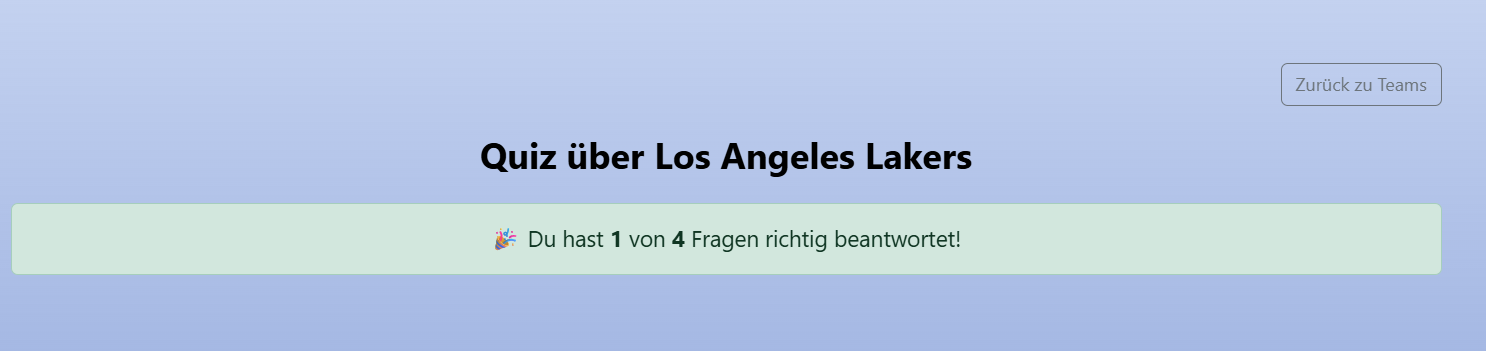 Zurück zu Teams
Quiz über Los Angeles Lakers
🎉 Du hast 1 von 4 Fragen richtig beantwortet!